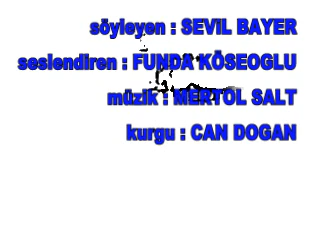 söyleyen : SEVIL BAYER
seslendiren : FUNDA KÖSEOGLU
müzik : MERTOL SALT
kurgu : CAN DOGAN